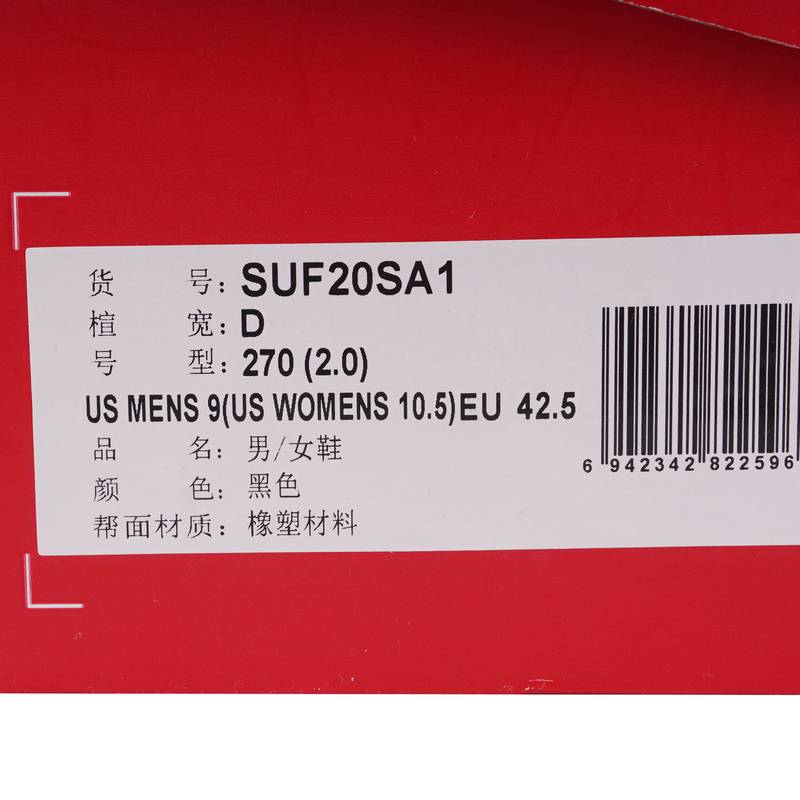 货 号: SUF20SA1
楦 宽: D
号 型: 270 (2.0)
US MENS 9(US WOMENS 10.5)EU 42.5
品 名: 男/女鞋
颜 色: 黑色
帮面材质: 橡塑材料
6 942342 822596